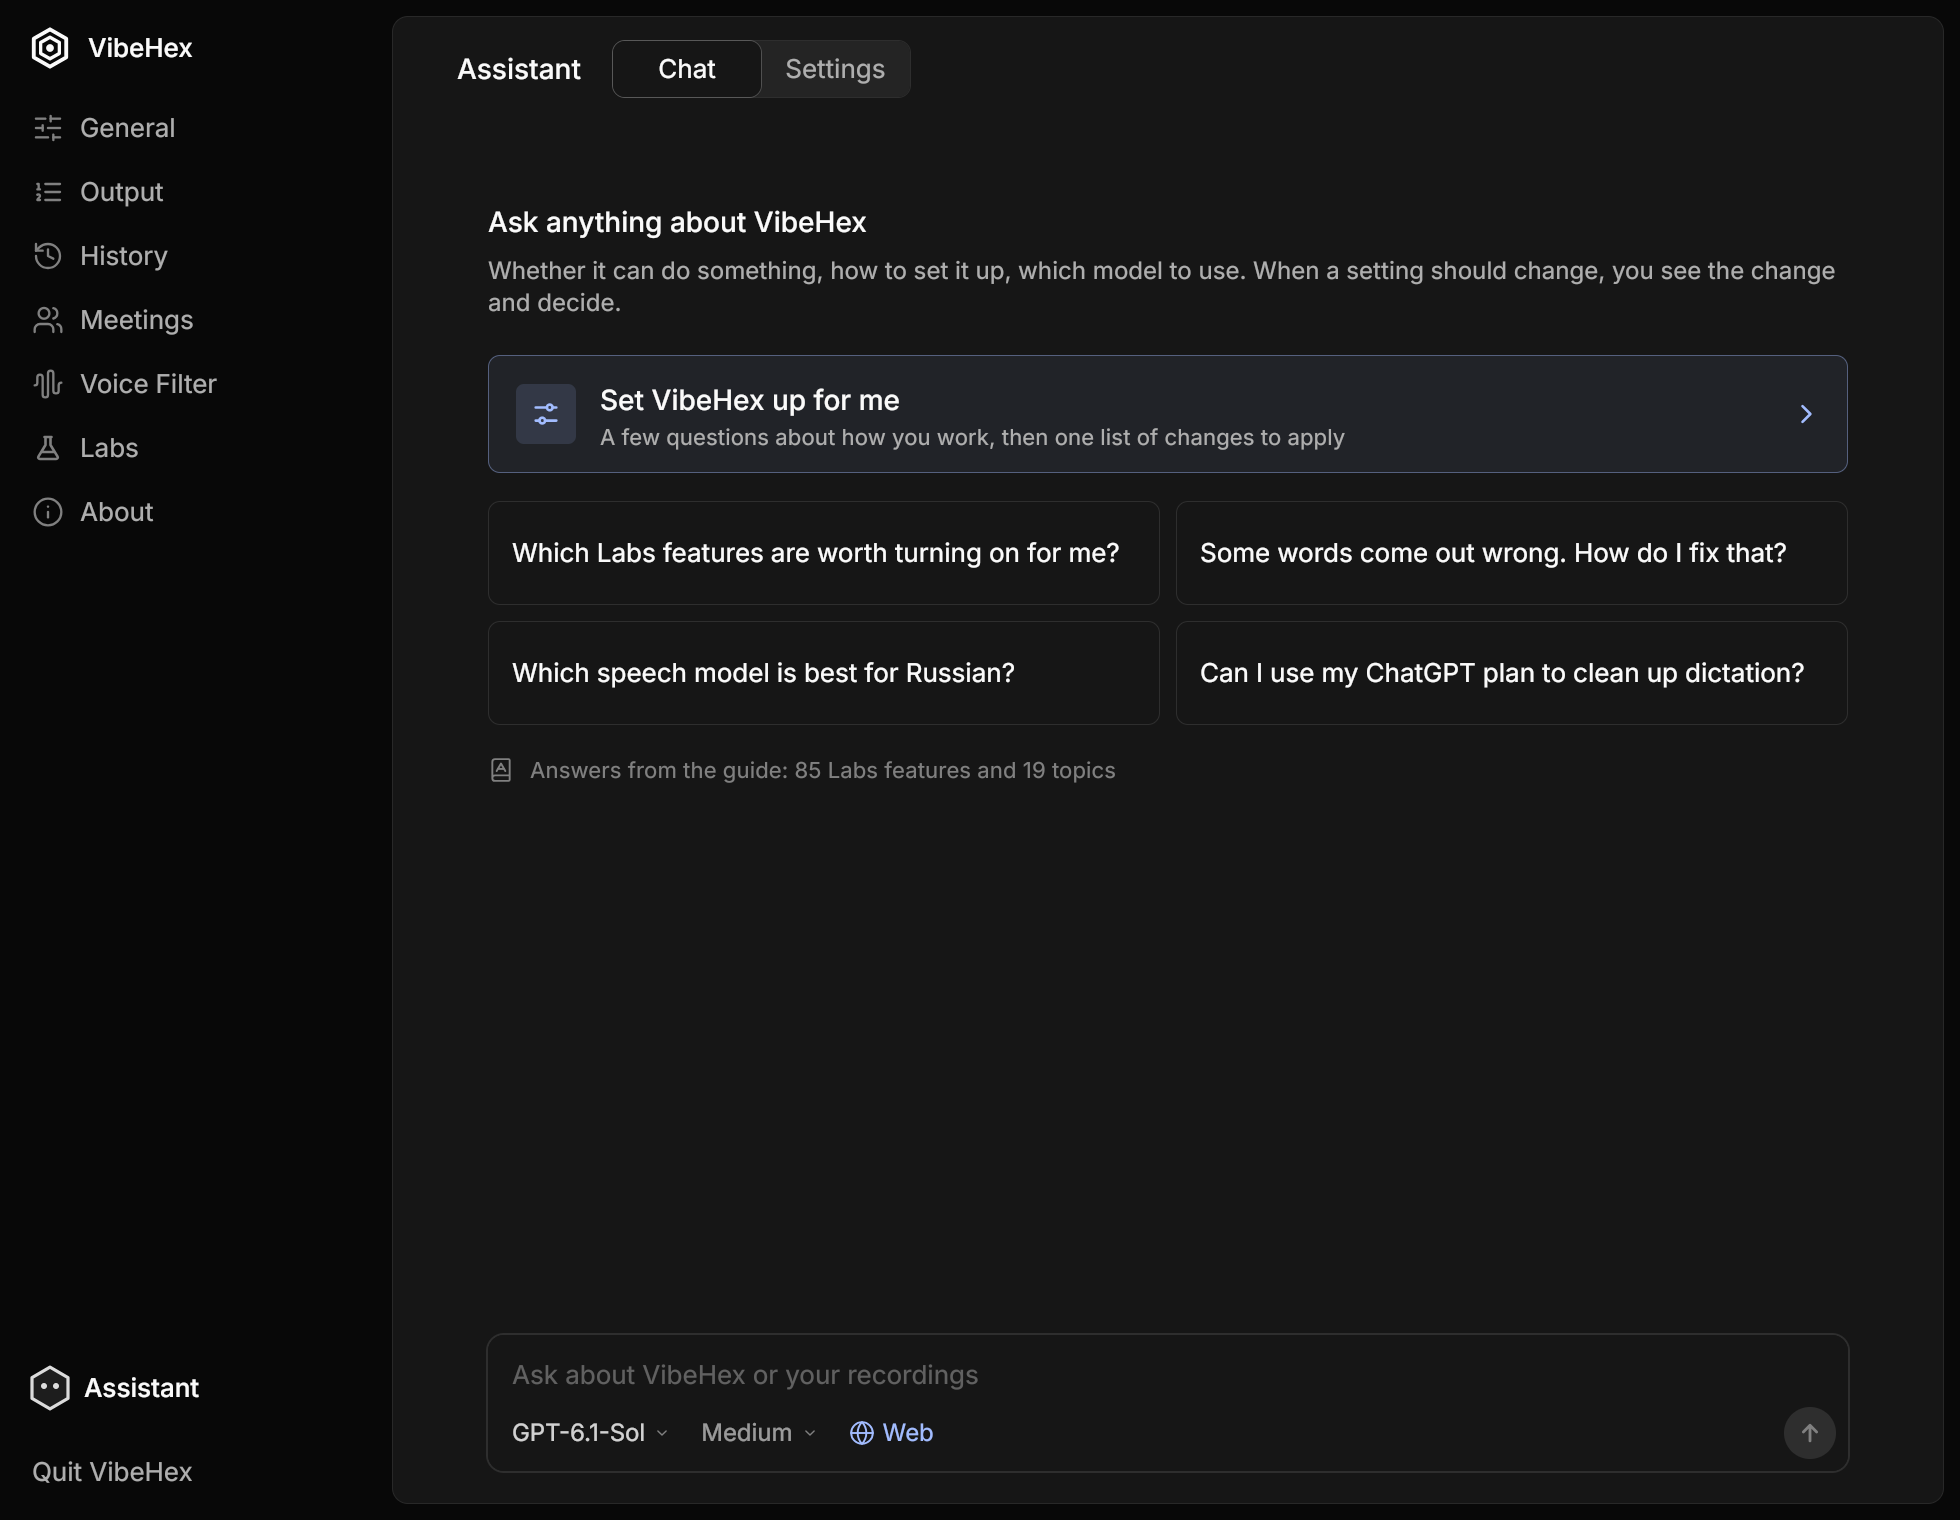 VibeHex
General
Output
History
Meetings
Voice Filter
Labs
About
Assistant
Quit VibeHex
Assistant
Chat
Settings
Ask anything about VibeHex
Whether it can do something, how to set it up, which model to use. When a setting should change, you see the change
and decide.
Set VibeHex up for me
A few questions about how you work, then one list of changes to apply
Which Labs features are worth turning on for me?
Some words come out wrong. How do I fix that?
Which speech model is best for Russian?
Can I use my ChatGPT plan to clean up dictation?
Answers from the guide: 85 Labs features and 19 topics
Ask about VibeHex or your recordings
GPT-6.1-Sol
Medium
Web